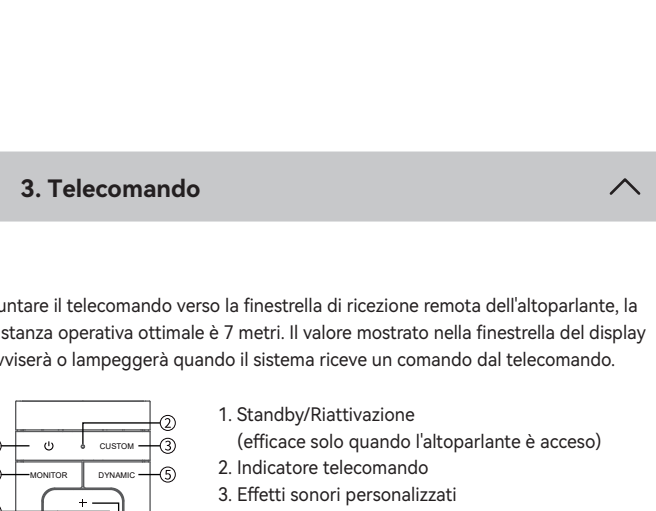 3. Telecomando
untare il telecomando verso la finestrella di ricezione remota dell'altoparlante, la
stanza operativa ottimale è 7 metri. Il valore mostrato nella finestrella del display
vviserà o lampeggerà quando il sistema riceve un comando dal telecomando.
1. Standby/Riattivazione
(efficace solo quando l'altoparlante è acceso)
2. Indicatore telecomando
3. Effetti sonori personalizzati
②
CUSTOM ③
MONITOR DYNAMIC ⑤
+